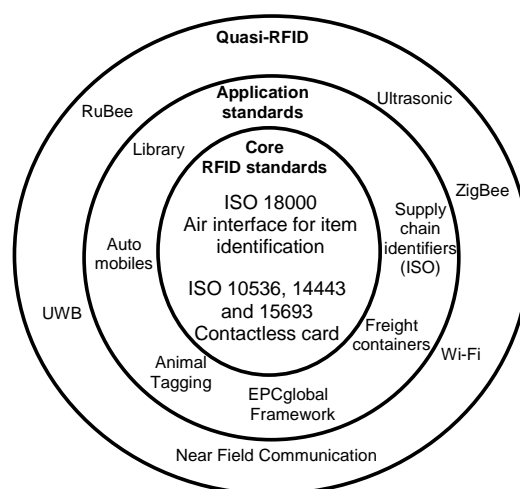 Quasi-RFID
RuBee
Ultrasonic
Application
standards
Library
Core
RFID standards
ZigBee
ISO 18000
Air interface for item
identification
Supply
chain
identifiers
(ISO)
Auto
mobiles
ISO 10536, 14443
and 15693
Contactless card
UWB
Freight
containers
Wi-Fi
Animal
Tagging
EPCglobal
Framework
Near Field Communication